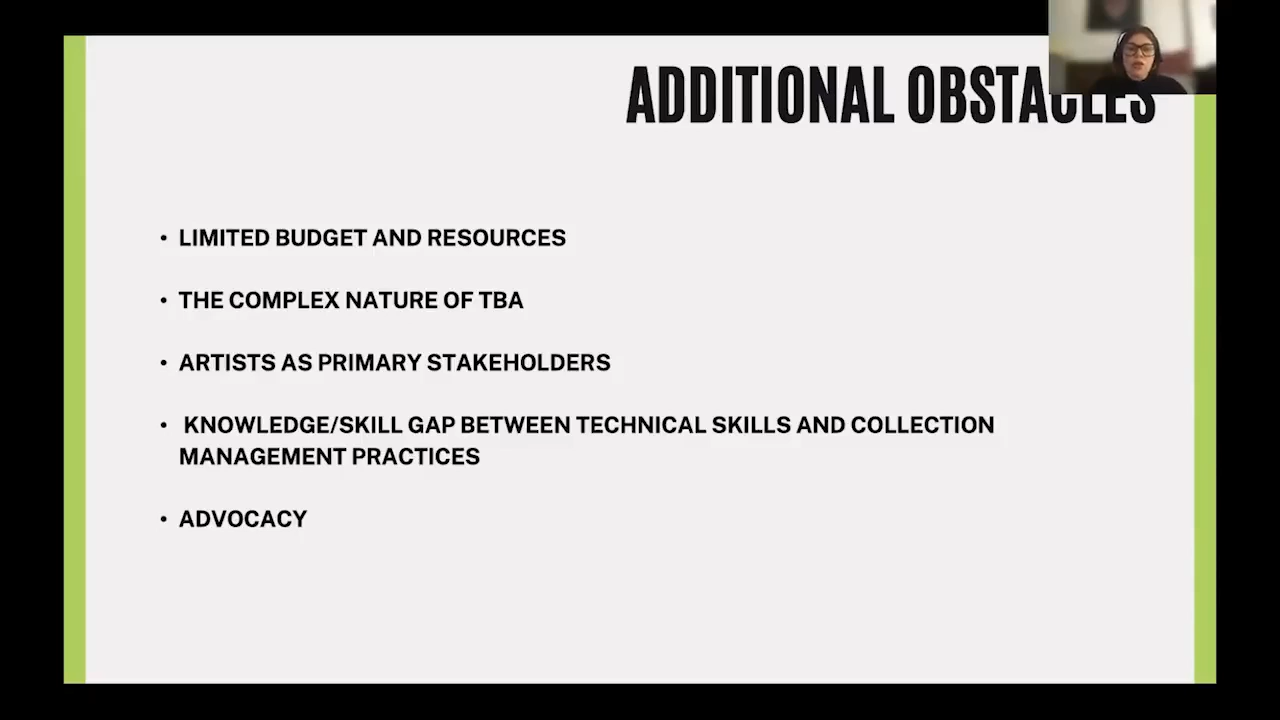 ADDITIONAL OBSTACLES
• LIMITED BUDGET AND RESOURCES
• THE COMPLEX NATURE OF TBA
• ARTISTS AS PRIMARY STAKEHOLDERS
• KNOWLEDGE/SKILL GAP BETWEEN TECHNICAL SKILLS AND COLLECTION
MANAGEMENT PRACTICES
• ADVOCACY